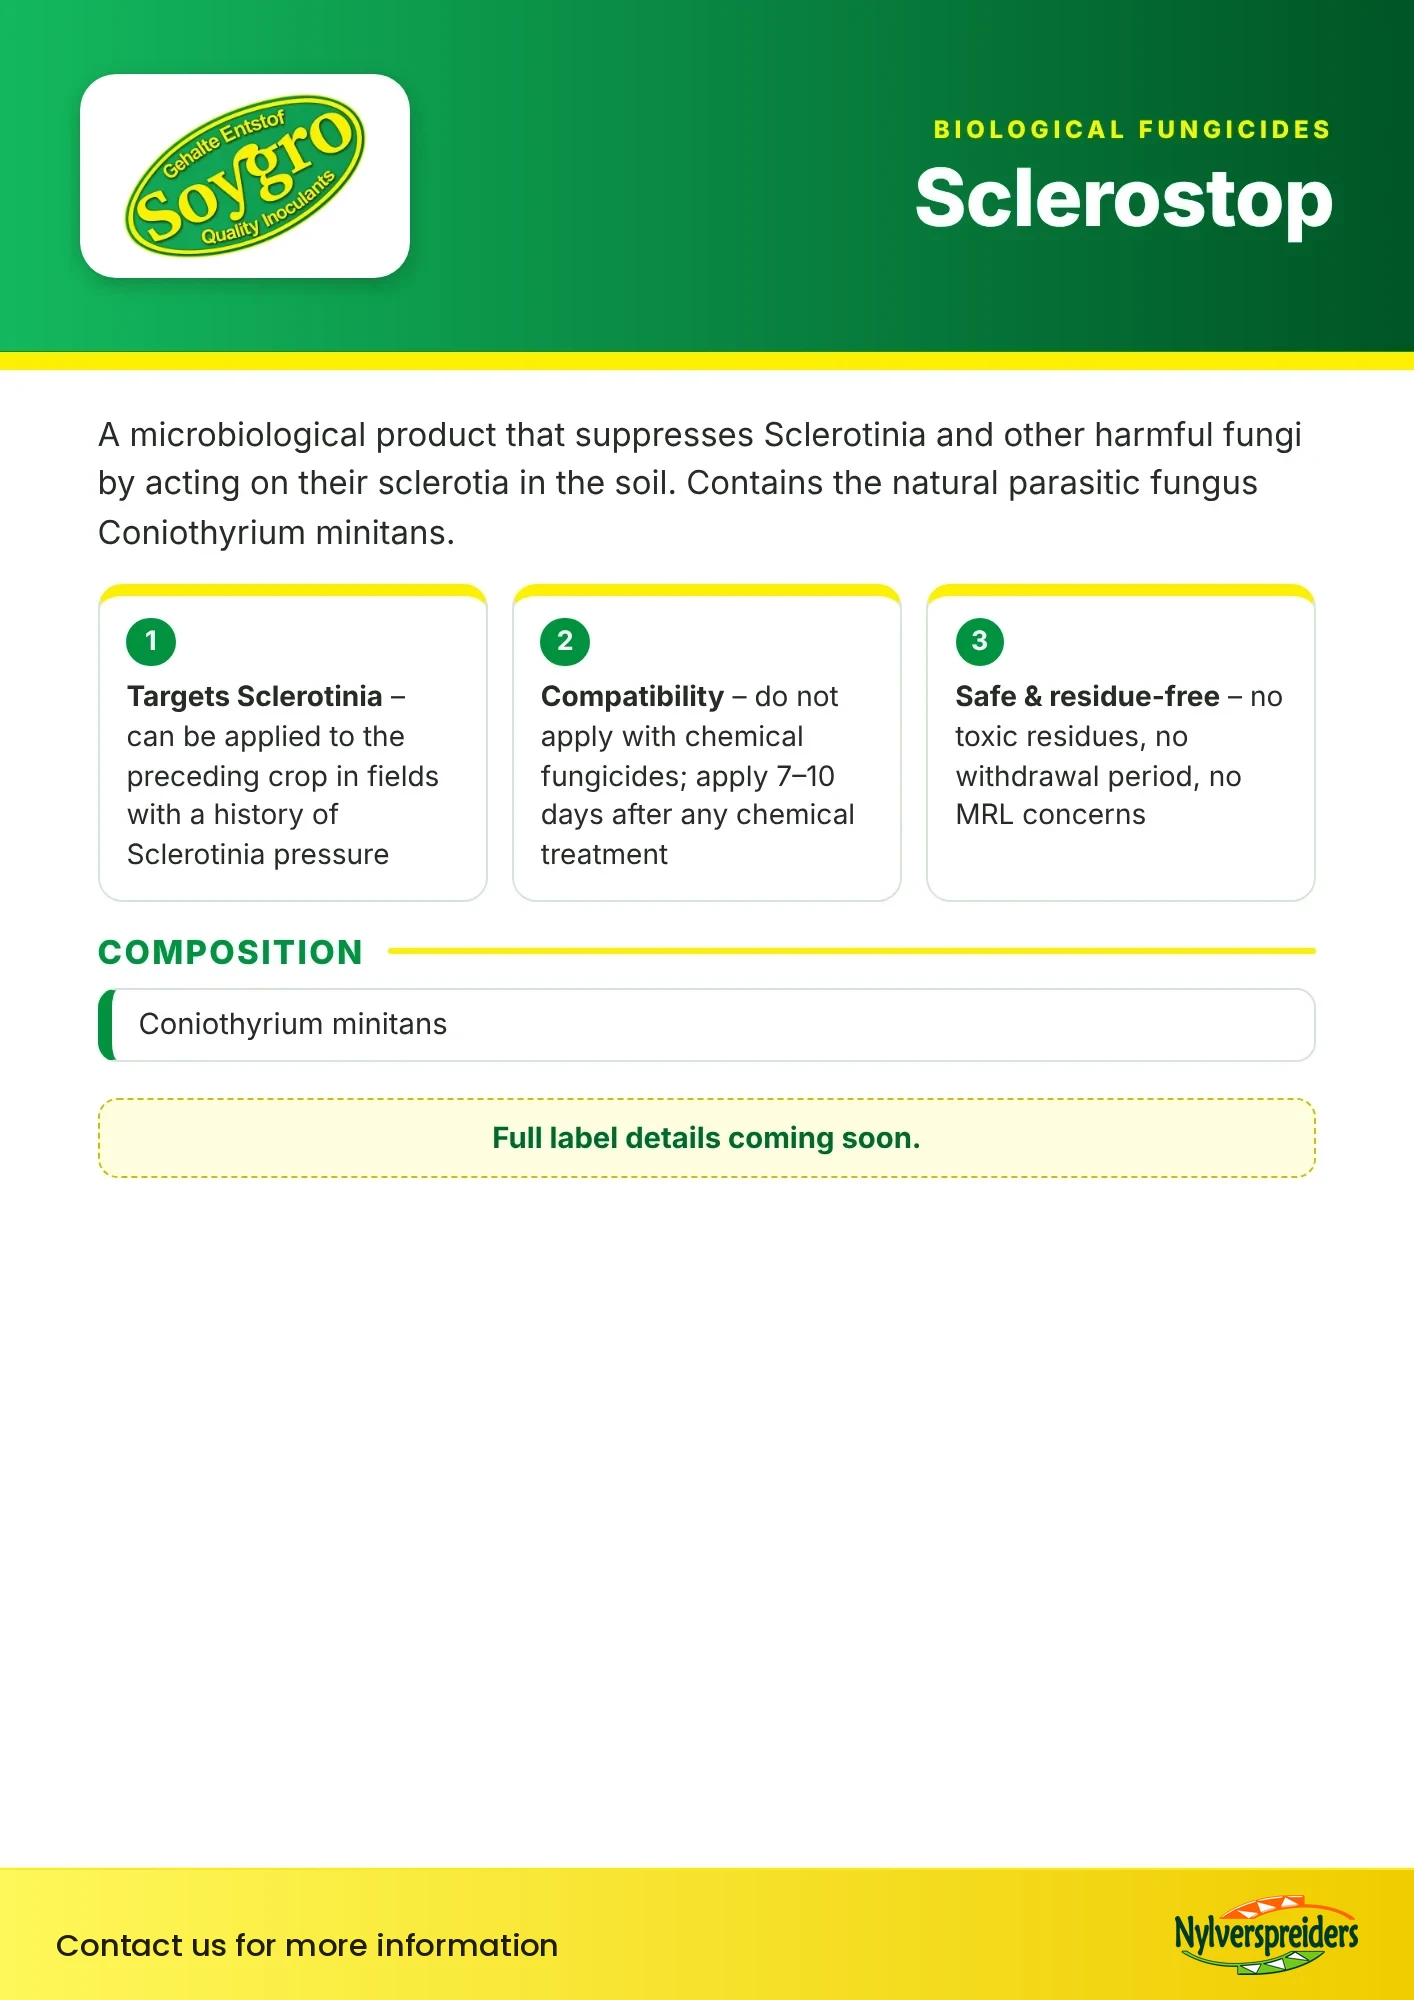 Gehalte Entstof
Soygro
Quality Inoculants
BIOLOGICAL FUNGICIDES
Sclerostop
A microbiological product that suppresses Sclerotinia and other harmful fungi
by acting on their sclerotia in the soil. Contains the natural parasitic fungus
Coniothyrium minitans.
1
Targets Sclerotinia –
can be applied to the
preceding crop in fields
with a history of
Sclerotinia pressure
2
Compatibility – do not
apply with chemical
fungicides; apply 7–10
days after any chemical
treatment
3
Safe & residue-free – no
toxic residues, no
withdrawal period, no
MRL concerns
COMPOSITION
Coniothyrium minitans
Full label details coming soon.
Contact us for more information
Nylverspreiders